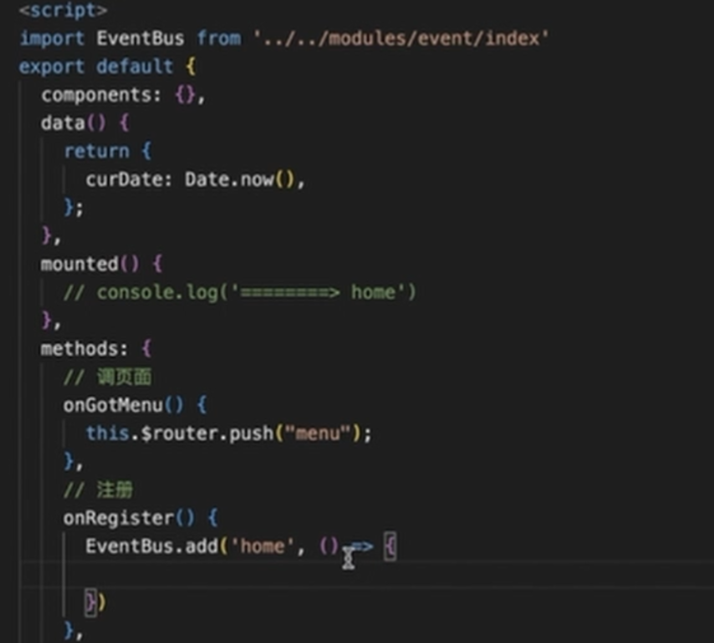 <script>
import EventBus from '../../modules/event/index'
export default {
components: {},
data() {
return {
curDate: Date.now(),
};
},
mounted() {
// console.log('========> home')
},
methods: {
// 调页面
onGotMenu() {
this.$router.push("menu");
},
// 注册
onRegister() {
EventBus.add('home', () => {
})
},